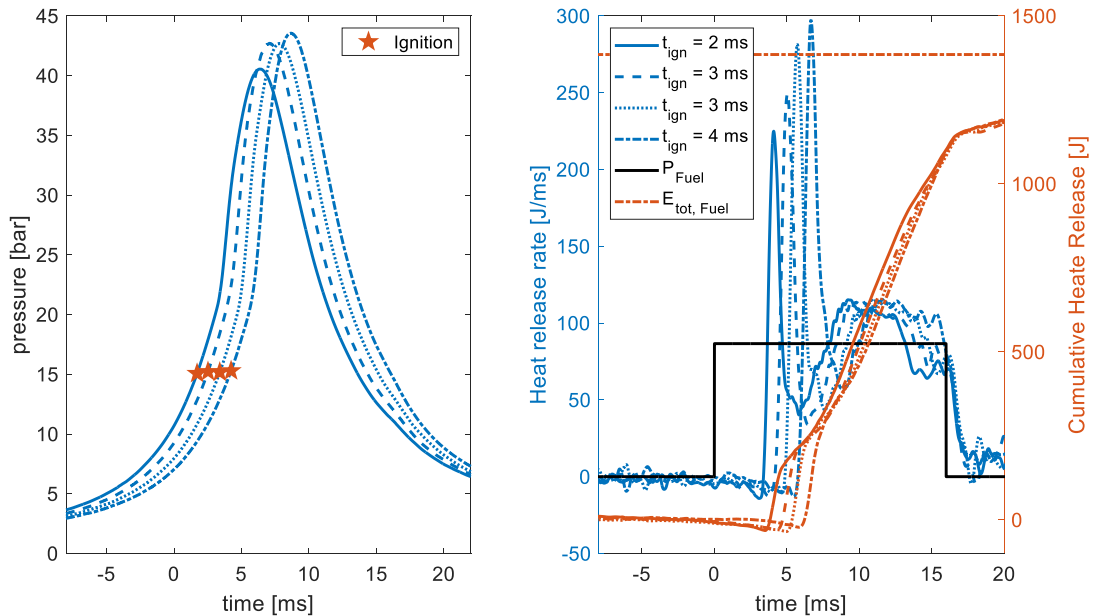 45
40
35
30
25
20
15
10
5
0
pressure [bar]
-5 0 5 10 15 20
time [ms]
Ignition
300
250
200
150
100
50
0
-50
Heat release rate [J/ms]
t_ign = 2 ms
t_ign = 3 ms
t_ign = 3 ms
t_ign = 4 ms
P_Fuel
E_tot, Fuel
1500
1000
500
0
Cumulative Heate Release [J]
-5 0 5 10 15 20
time [ms]